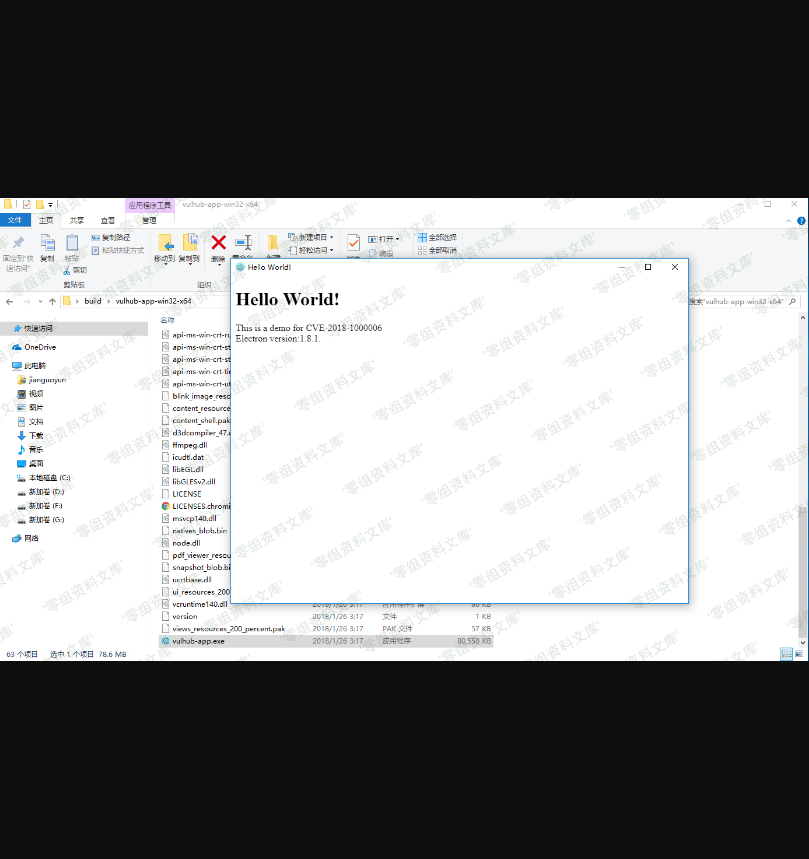 应用程序工具 vulhub-app-win32-x64
文件 主页 共享 查看 管理
复制路径
粘贴快捷方式
剪切
固定到"快
速访问"
复制
粘贴
剪贴板
移动到 复制到 删除
组织
新建项目
轻松访问
打开
编辑
全部选择
全部取消
build vulhub-app-win32-x64
搜索"vulhub-app-win32-x64"
快速访问
OneDrive
此电脑
jianguoyun
视频
图片
文档
下载
音乐
桌面
本地磁盘 (C:)
新加卷 (D:)
新加卷 (F:)
新加卷 (G:)
网络
名称
api-ms-win-crt-ru
api-ms-win-crt-st
api-ms-win-crt-st
api-ms-win-crt-tim
api-ms-win-crt-ut
blink_image_reso
content_resource
content_shell.pak
d3dcompiler_47.d
ffmpeg.dll
icudtl.dat
libEGL.dll
libGLESv2.dll
LICENSE
LICENSES.chromi
msvcp140.dll
natives_blob.bin
node.dll
pdf_viewer_resou
snapshot_blob.bi
ucrtbase.dll
ui_resources_200
vcruntime140.dll 2018/1/26 3:17 应用程序扩展 86 KB
version 2018/1/26 3:17 文件 1 KB
views_resources_200_percent.pak 2018/1/26 3:17 PAK 文件 57 KB
vulhub-app.exe 2018/1/26 3:17 应用程序 80,550 KB
Hello World!
Hello World!
This is a demo for CVE-2018-1000006
Electron version:1.8.1.
63 个项目 选中 1 个项目 78.6 MB
零组资料文库